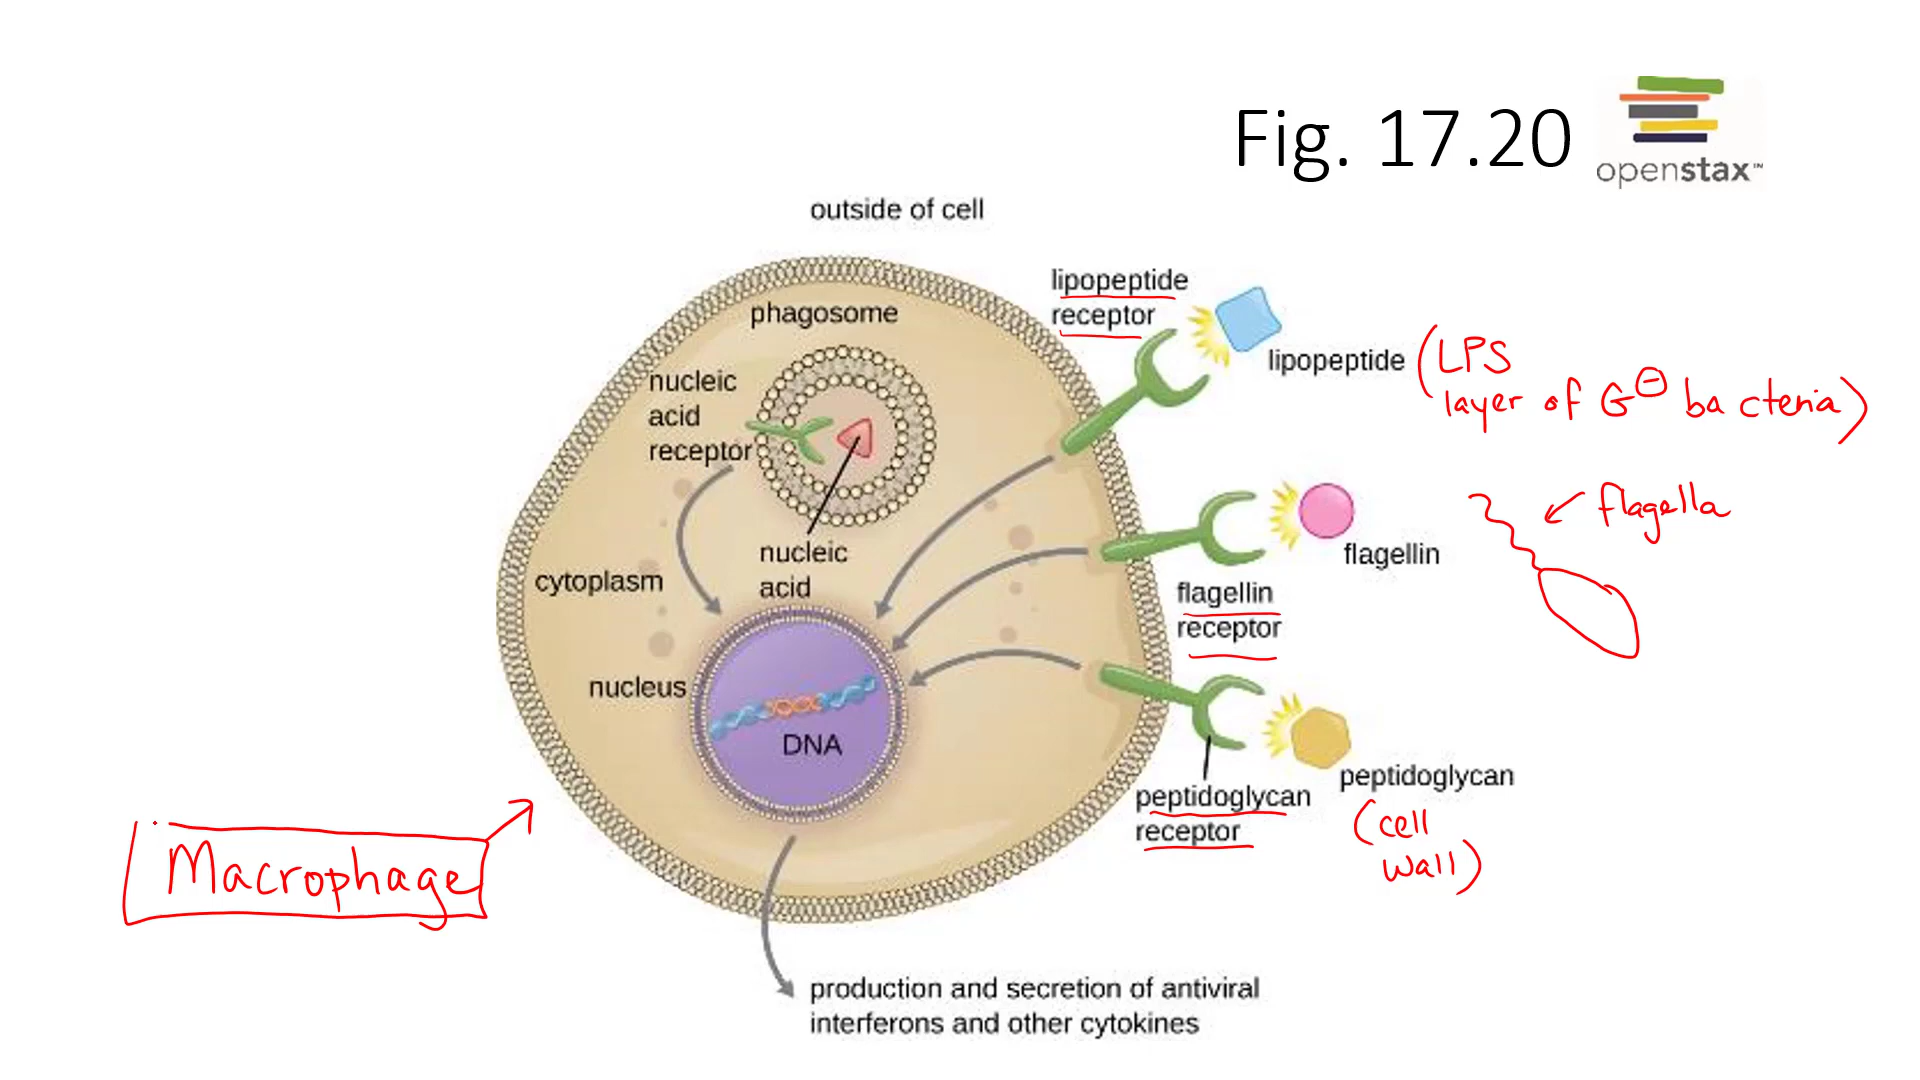 Fig. 17.20
openstax™
outside of cell
lipopeptide
receptor
phagosome
lipopeptide
(LPS
layer of G⊖ bacteria)
nucleic
acid
receptor
flagella
nucleic
acid
flagellin
cytoplasm
flagellin
receptor
nucleus
DNA
peptidoglycan
peptidoglycan
receptor
(cell
wall)
Macrophage
production and secretion of antiviral
interferons and other cytokines